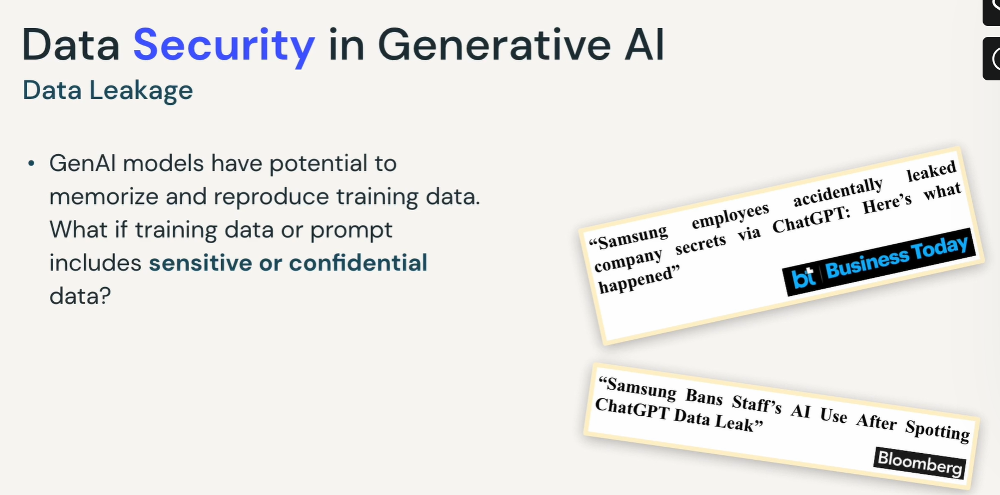 Data Security in Generative AI
Data Leakage
• GenAI models have potential to
memorize and reproduce training data.
What if training data or prompt
includes sensitive or confidential
data?
“Samsung employees accidentally leaked
company secrets via ChatGPT: Here’s what
happened”
bt Business Today
“Samsung Bans Staff’s AI Use After Spotting
ChatGPT Data Leak”
Bloomberg